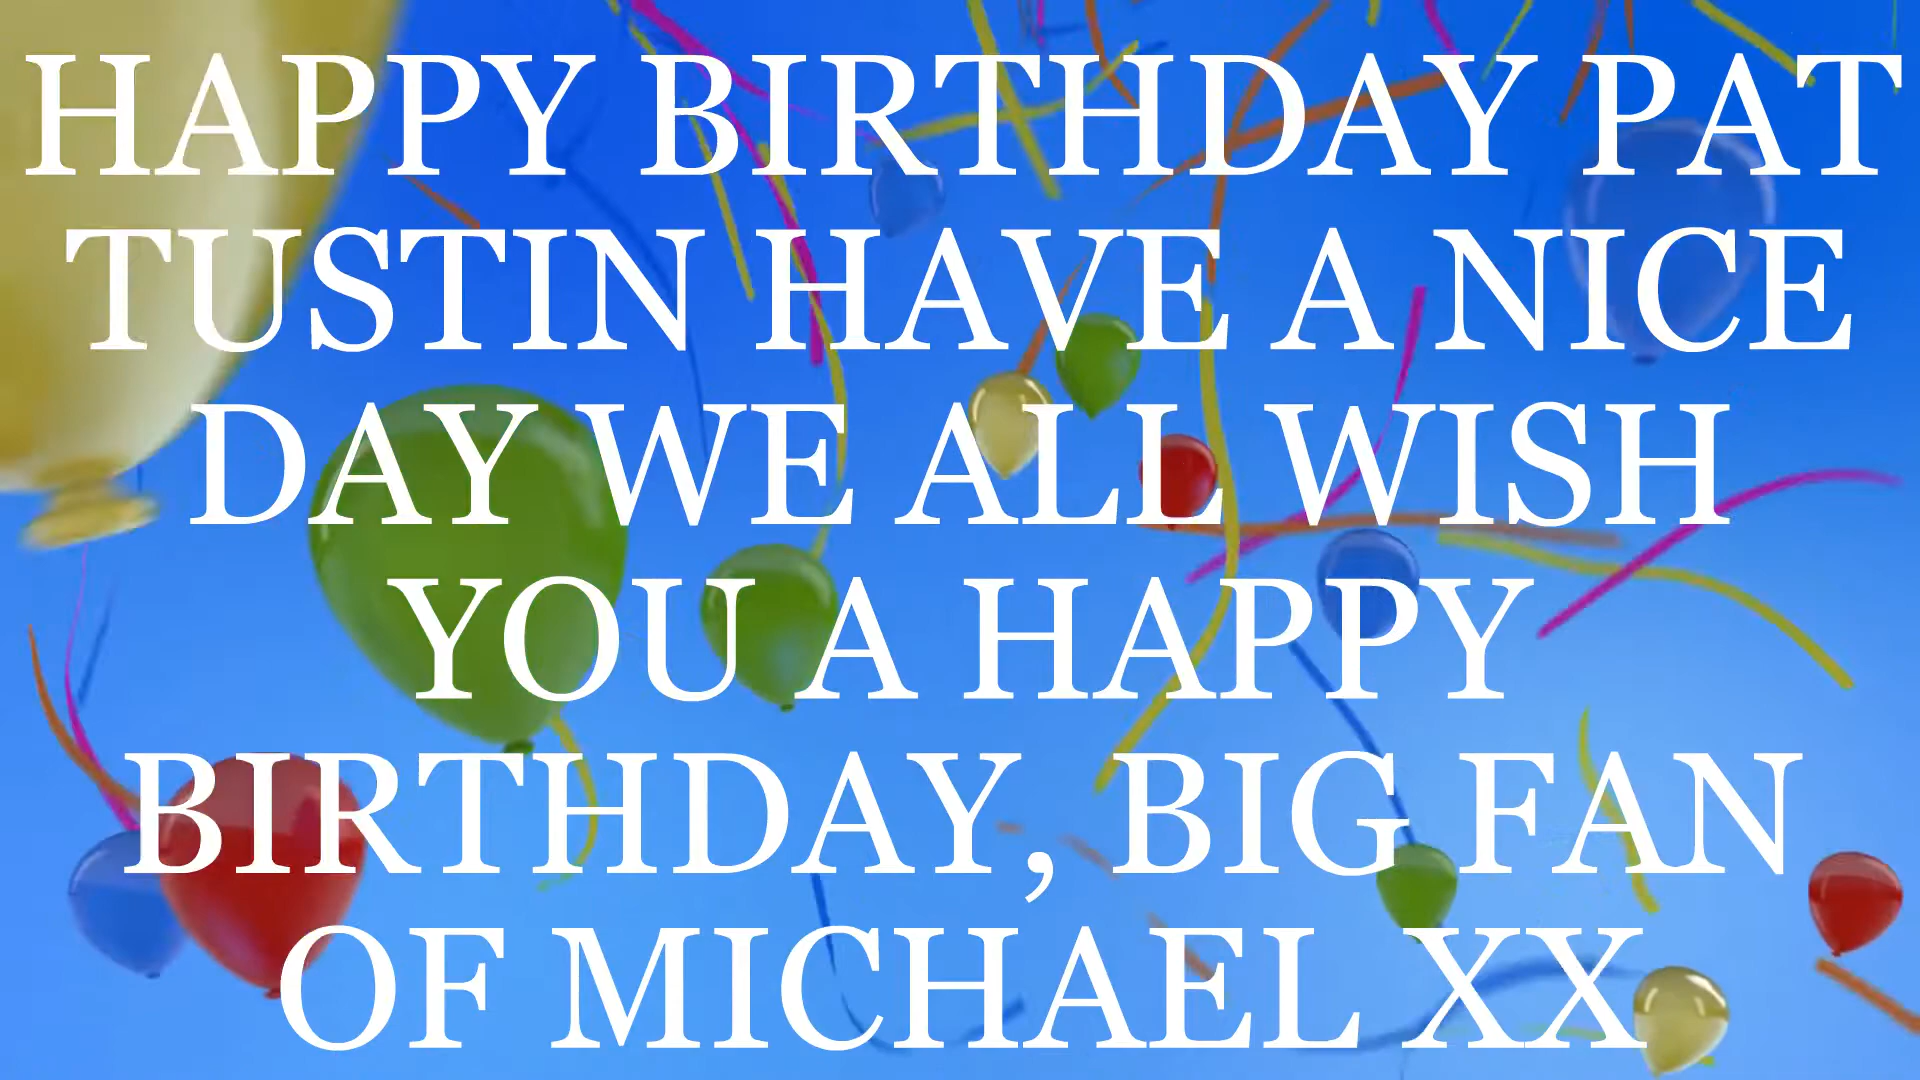 HAPPY BIRTHDAY PAT
TUSTIN HAVE A NICE
DAY WE ALL WISH
YOU A HAPPY
BIRTHDAY, BIG FAN
OF MICHAEL XX